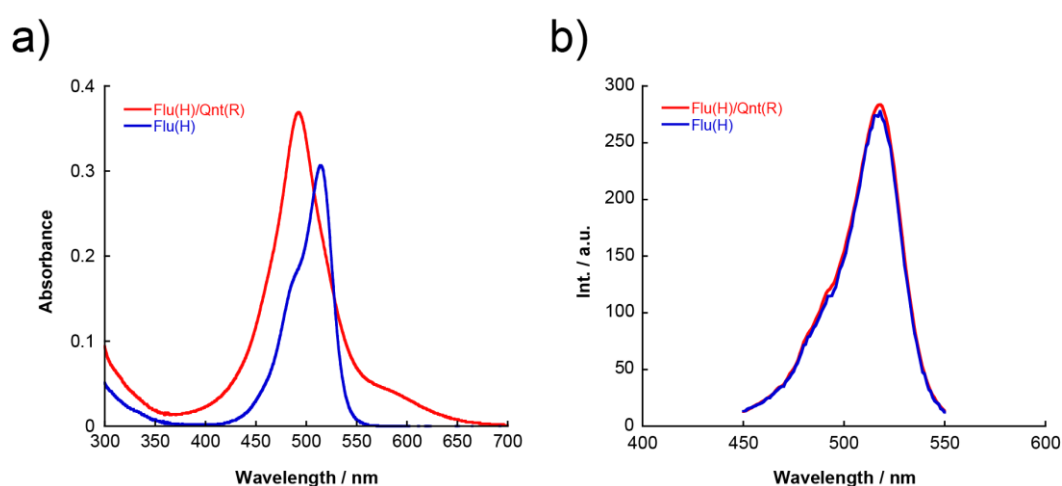 a)
Flu(H)/Qnt(R)
Flu(H)
Absorbance
0.4
0.3
0.2
0.1
0
300 350 400 450 500 550 600 650 700
Wavelength / nm
b)
Flu(H)/Qnt(R)
Flu(H)
Int. / a.u.
300
250
200
150
100
50
0
400 450 500 550 600
Wavelength / nm